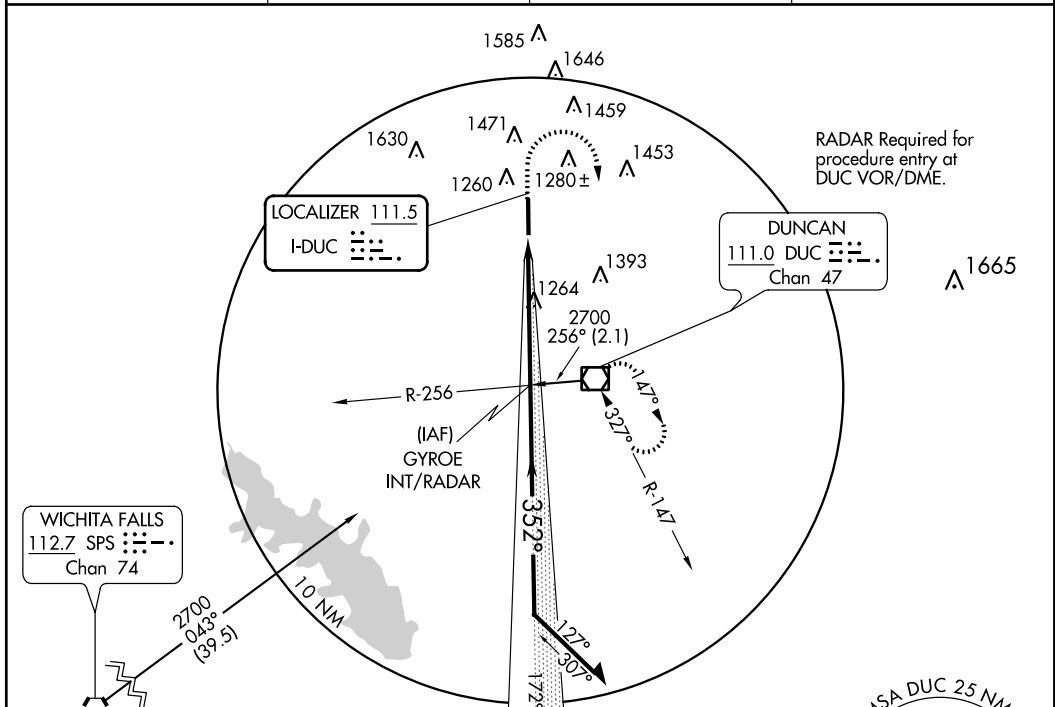 1585
1646
1459
1471
1630
1453
1260
1280±
RADAR Required for
procedure entry at
DUC VOR/DME.
LOCALIZER 111.5
I-DUC
DUNCAN
111.0 DUC
Chan 47
1393
1665
1264
2700
256° (2.1)
R-256
147°
327°
(IAF)
GYROE
INT/RADAR
R-147
352°
WICHITA FALLS
112.7 SPS
Chan 74
10 NM
2700
043°
(39.5)
127°
307°
172°
MSA DUC 25 NM